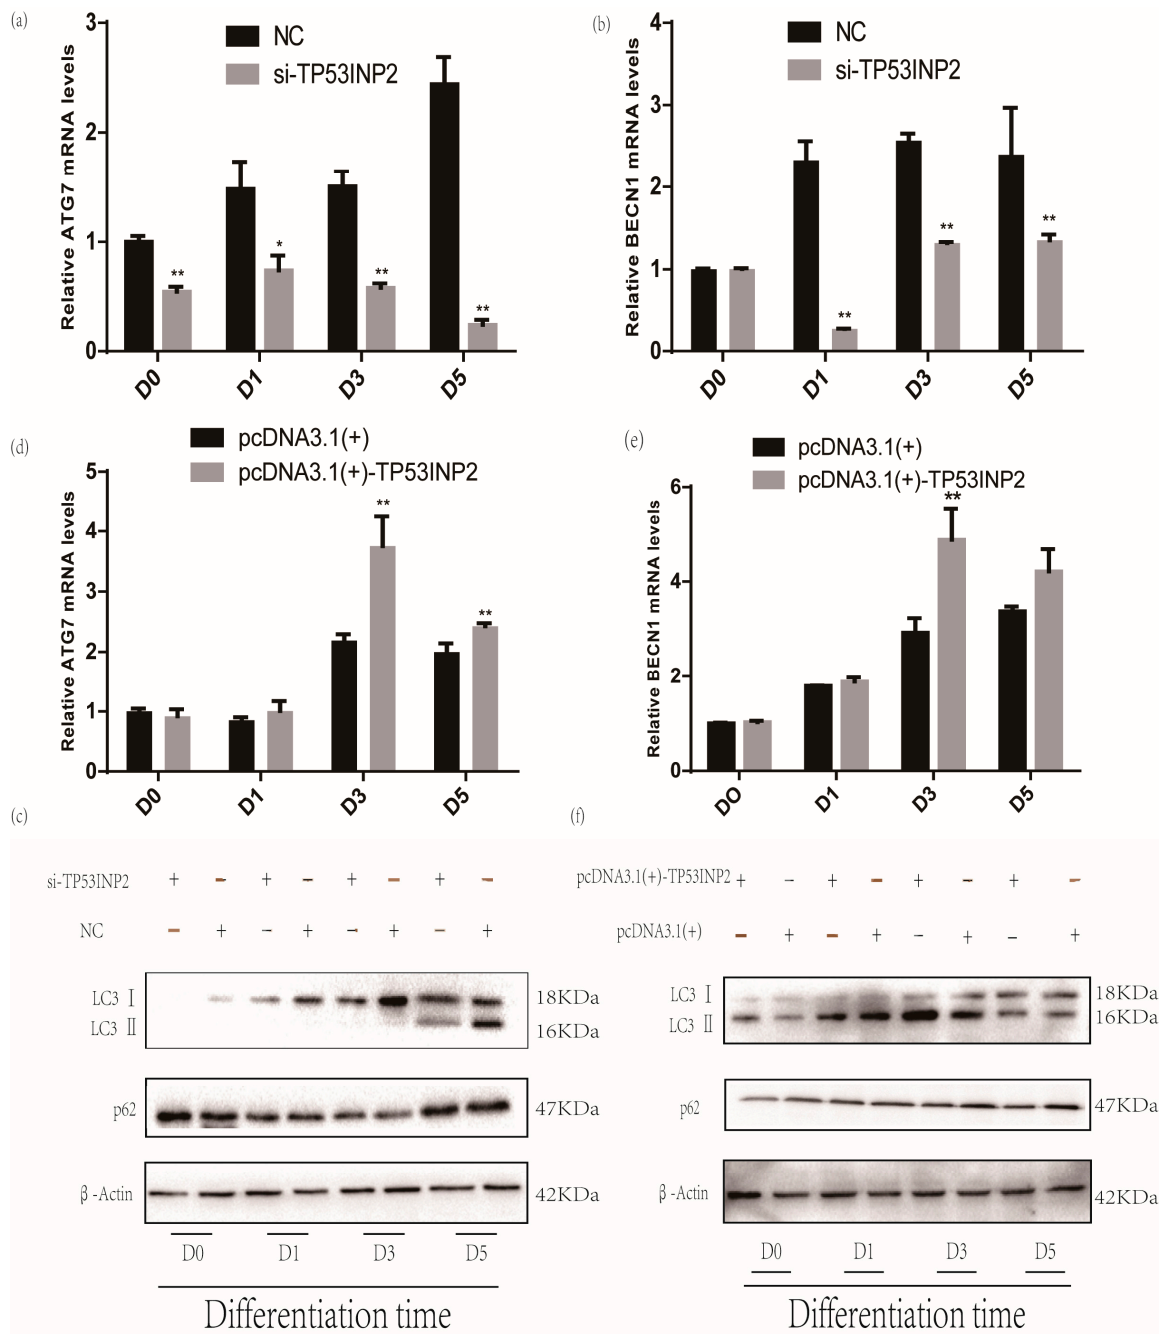 (a)
3
2
1
0
Relative ATG7 mRNA levels
NC
si-TP53INP2
**
*
**
**
D0
D1
D3
D5
(b)
4
3
2
1
0
Relative BECN1 mRNA levels
NC
si-TP53INP2
**
**
**
D0
D1
D3
D5
(d)
pcDNA3.1(+)
pcDNA3.1(+)-TP53INP2
5
4
3
2
1
0
Relative ATG7 mRNA levels
**
**
D0
D1
D3
D5
(e)
pcDNA3.1(+)
pcDNA3.1(+)-TP53INP2
6
4
2
0
Relative BECN1 mRNA levels
**
DO
D1
D3
D5
(c)
si-TP53INP2 + - + - + - + -
NC - + - + - + - +
LC3 Ⅰ 18KDa
LC3 Ⅱ 16KDa
p62 47KDa
β-Actin 42KDa
D0 D1 D3 D5
Differentiation time
(f)
pcDNA3.1(+)-TP53INP2 + - + - + - + -
pcDNA3.1(+) - + - + - + - +
LC3 Ⅰ 18KDa
LC3 Ⅱ 16KDa
p62 47KDa
β-Actin 42KDa
D0 D1 D3 D5
Differentiation time